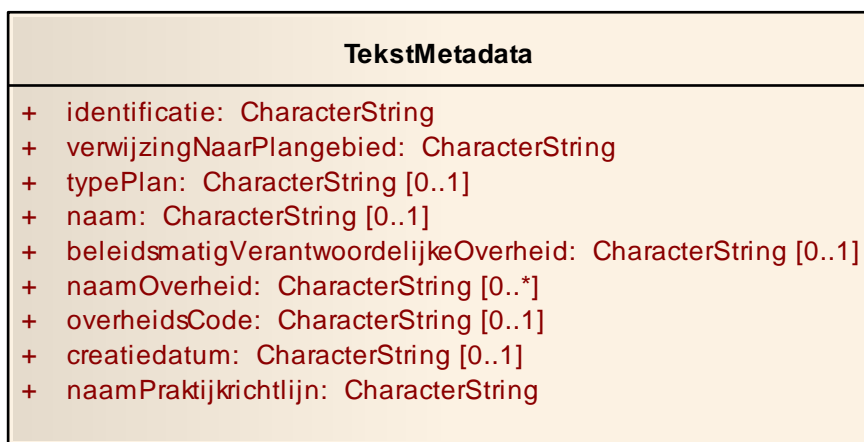 TekstMetadata
+ identificatie: CharacterString
+ verwijzingNaarPlangebied: CharacterString
+ typePlan: CharacterString [0..1]
+ naam: CharacterString [0..1]
+ beleidsmatigVerantwoordelijkeOverheid: CharacterString [0..1]
+ naamOverheid: CharacterString [0..*]
+ overheidsCode: CharacterString [0..1]
+ creatiedatum: CharacterString [0..1]
+ naamPraktijkrichtlijn: CharacterString